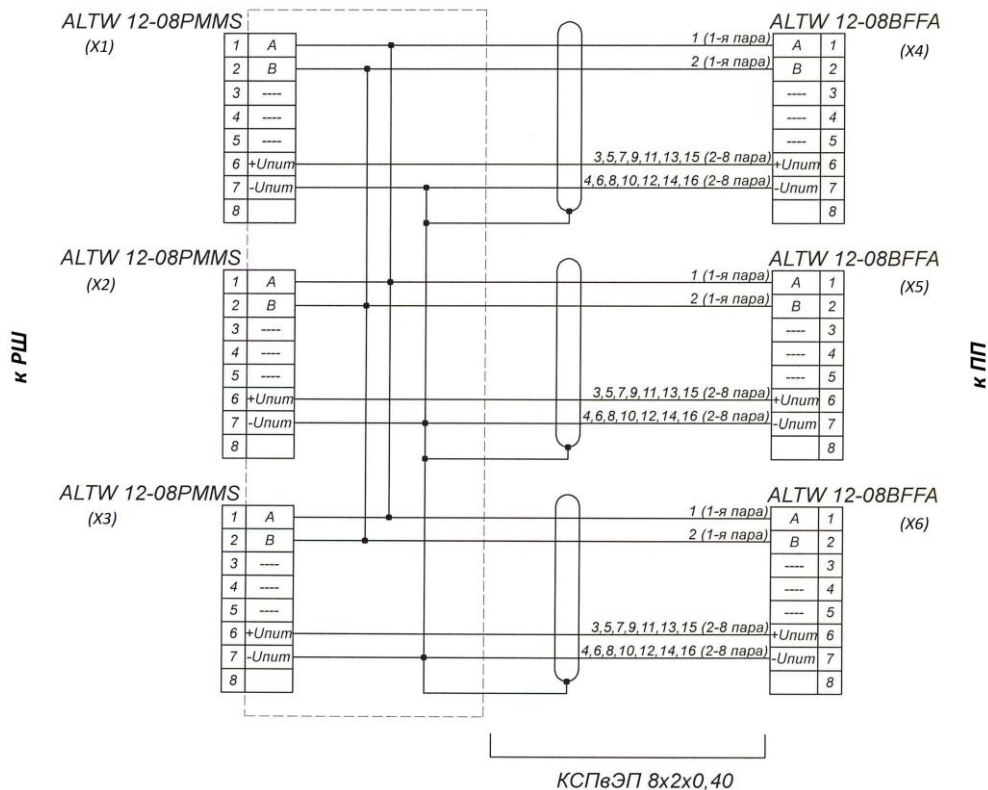 ALTW 12-08PMMS
(X1)
1 A
2 B
3 ----
4 ----
5 ----
6 +Uпит
7 -Uпит
8
1 (1-я пара)
2 (1-я пара)
3,5,7,9,11,13,15 (2-8 пара)
4,6,8,10,12,14,16 (2-8 пара)
ALTW 12-08BFFA
(X4)
A 1
B 2
---- 3
---- 4
---- 5
+Uпит 6
-Uпит 7
8
ALTW 12-08PMMS
(X2)
1 A
2 B
3 ----
4 ----
5 ----
6 +Uпит
7 -Uпит
8
1 (1-я пара)
2 (1-я пара)
3,5,7,9,11,13,15 (2-8 пара)
4,6,8,10,12,14,16 (2-8 пара)
ALTW 12-08BFFA
(X5)
A 1
B 2
---- 3
---- 4
---- 5
+Uпит 6
-Uпит 7
8
к РШ
к ПП
ALTW 12-08PMMS
(X3)
1 A
2 B
3 ----
4 ----
5 ----
6 +Uпит
7 -Uпит
8
1 (1-я пара)
2 (1-я пара)
3,5,7,9,11,13,15 (2-8 пара)
4,6,8,10,12,14,16 (2-8 пара)
ALTW 12-08BFFA
(X6)
A 1
B 2
---- 3
---- 4
---- 5
+Uпит 6
-Uпит 7
8
КСПвЭП 8х2х0,40